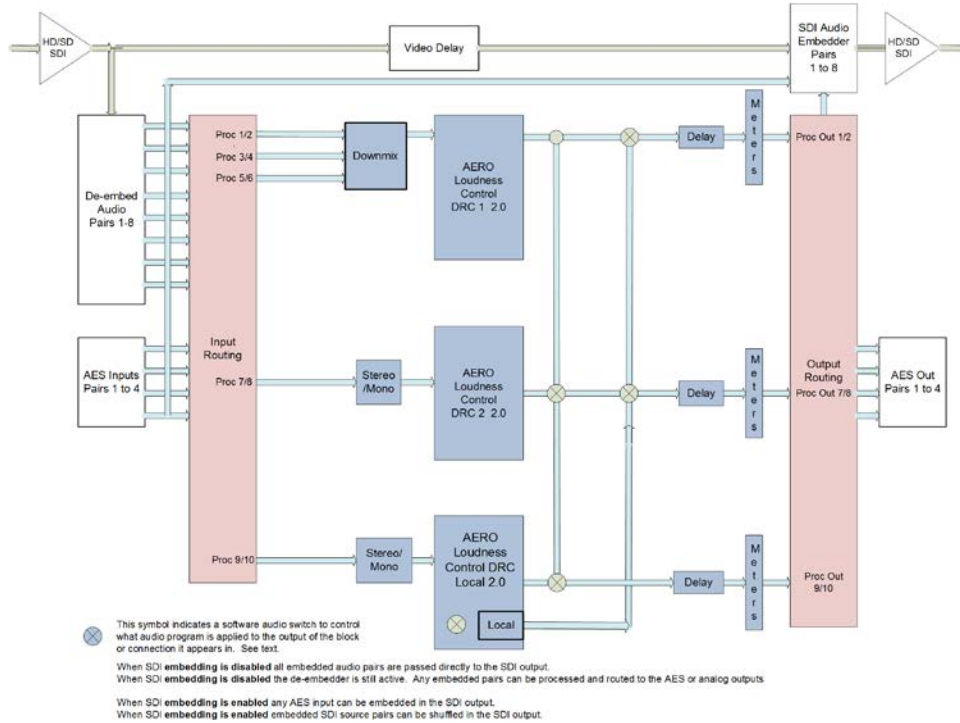 HD/SD
SDI
Video Delay
SDI Audio
Embedder
Pairs
1 to 8
HD/SD
SDI
De-embed
Audio
Pairs 1-8
AES Inputs
Pairs 1 to 4
Input
Routing
Proc 1/2
Proc 3/4
Proc 5/6
Proc 7/8
Proc 9/10
Downmix
Stereo
/Mono
Stereo/
Mono
AERO
Loudness
Control
DRC 1 2.0
AERO
Loudness
Control
DRC 2 2.0
AERO
Loudness
Control DRC
Local 2.0
Local
Delay
Delay
Delay
Meters
Meters
Meters
Proc Out 1/2
Output
Routing
Proc Out 7/8
Proc Out
9/10
AES Out
Pairs 1 to 4
This symbol indicates a software audio switch to control
what audio program is applied to the output of the block
or connection it appears in. See text.
When SDI embedding is disabled all embedded audio pairs are passed directly to the SDI output.
When SDI embedding is disabled the de-embedder is still active. Any embedded pairs can be processed and routed to the AES or analog outputs
When SDI embedding is enabled any AES input can be embedded in the SDI output.
When SDI embedding is enabled embedded SDI source pairs can be shuffled in the SDI output.